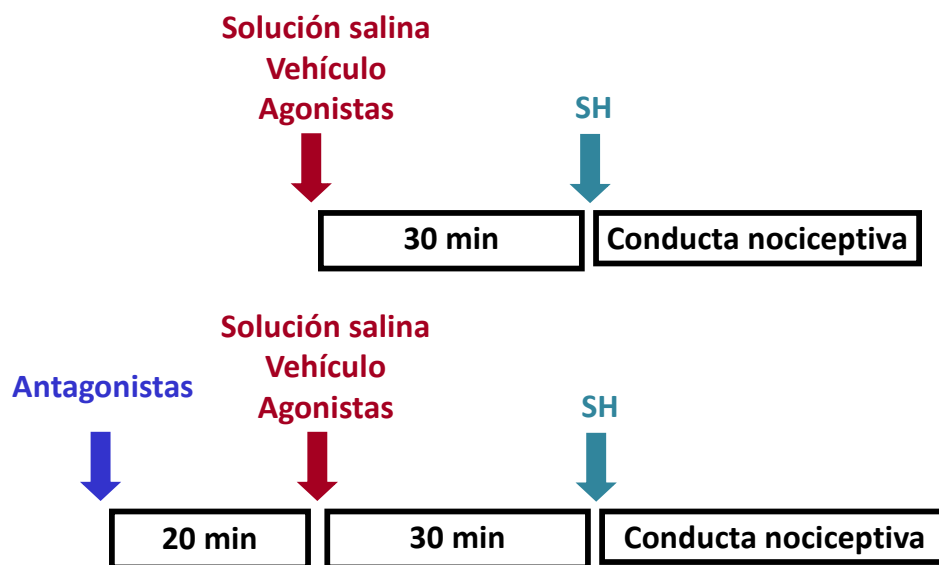 Solución salina
Vehículo
Agonistas
SH
30 min
Conducta nociceptiva
Solución salina
Vehículo
Antagonistas
Agonistas
SH
20 min
30 min
Conducta nociceptiva